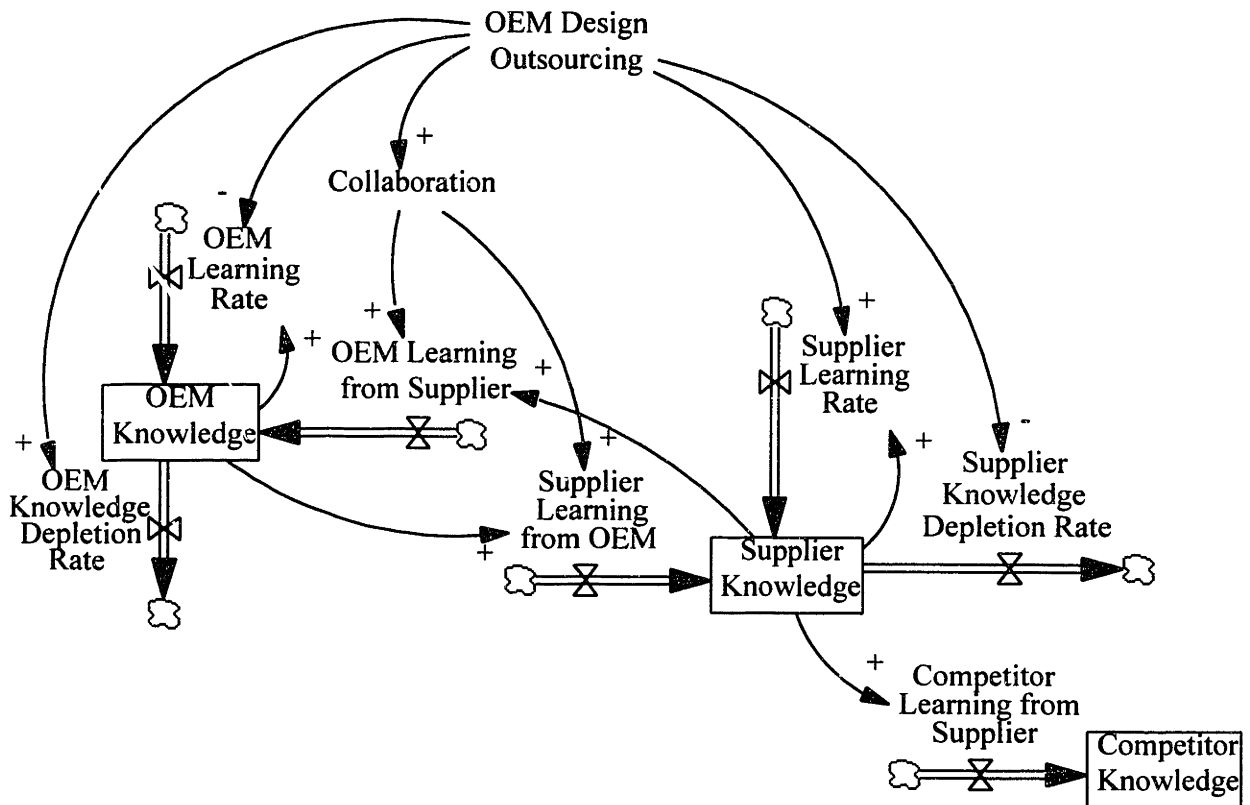 OEM Design
Outsourcing
+
Collaboration
-
OEM
Learning
Rate
+
+
OEM Learning
from Supplier
+
+
Supplier
Learning
Rate
+
OEM
Knowledge
+
OEM
Knowledge
Depletion
Rate
+
Supplier
Learning
from OEM
+
-
Supplier
Knowledge
Depletion Rate
Supplier
Knowledge
+
Competitor
Learning from
Supplier
Competitor
Knowledge